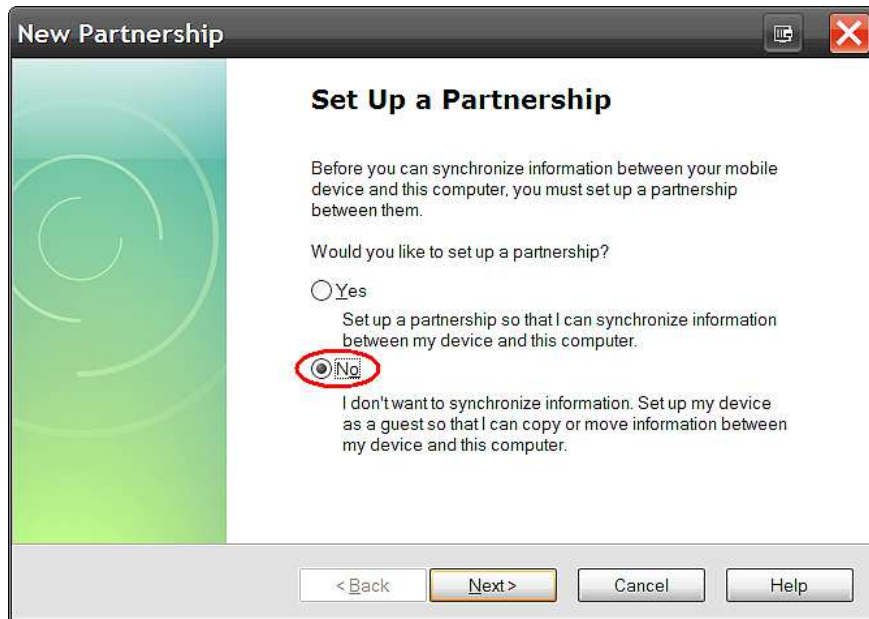 New Partnership
Set Up a Partnership
Before you can synchronize information between your mobile
device and this computer, you must set up a partnership
between them.
Would you like to set up a partnership?
Yes
Set up a partnership so that I can synchronize information
between my device and this computer.
No
I don't want to synchronize information. Set up my device
as a guest so that I can copy or move information between
my device and this computer.
< Back
Next >
Cancel
Help